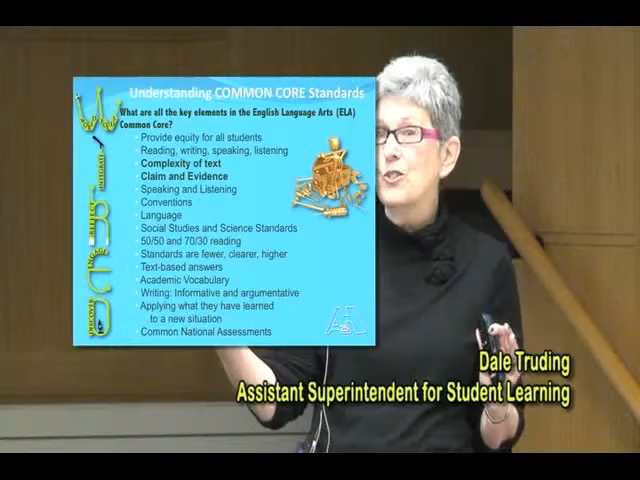 Understanding COMMON CORE Standards
What are all the key elements in the English Language Arts (ELA)
Common Core?
Provide equity for all students
Reading, writing, speaking, listening
Complexity of text
Claim and Evidence
Speaking and Listening
Conventions
Language
Social Studies and Science Standards
50/50 and 70/30 reading
Standards are fewer, clearer, higher
Text-based answers
Academic Vocabulary
Writing: Informative and argumentative
Applying what they have learned
to a new situation
Common National Assessments
INTEGRATE
REFLECT
ENGAGE
DISCOVER
Dale Truding
Assistant Superintendent for Student Learning